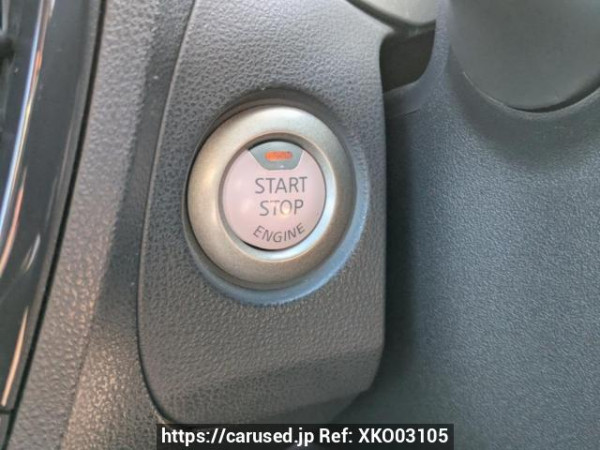 START
STOP
ENGINE
https://carused.jp Ref: XKO03105